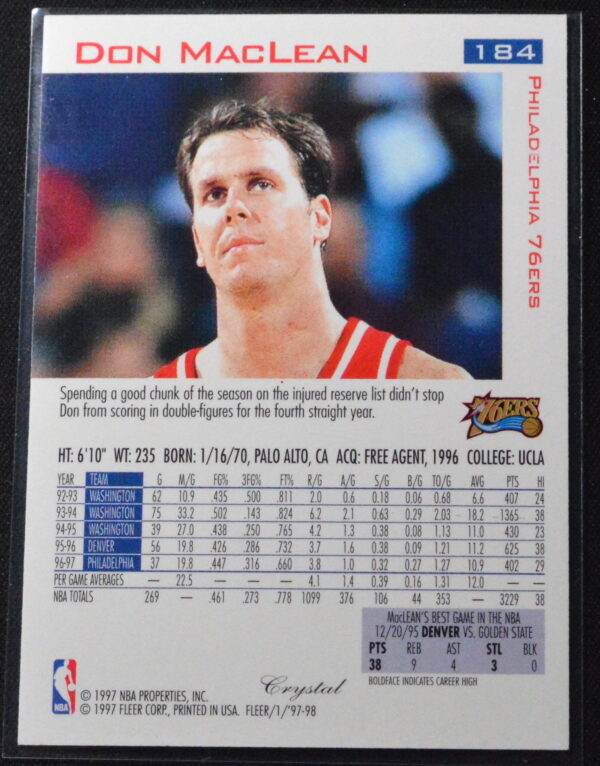 DON MACLEAN
184
PHILADELPHIA 76ERS
Spending a good chunk of the season on the injured reserve list didn't stop
Don from scoring in double-figures for the fourth straight year.
76ERS
HT: 6'10" WT: 235 BORN: 1/16/70, PALO ALTO, CA ACQ: FREE AGENT, 1996 COLLEGE: UCLA
YEAR TEAM G M/G FG% 3FG% FT% R/G A/G S/G B/G TO/G AVG PTS HI
92-93 WASHINGTON 62 10.9 .435 .500 .811 2.0 0.6 0.18 0.06 0.68 6.6 407 24
93-94 WASHINGTON 75 33.2 .502 .143 .824 6.2 2.1 0.63 0.29 2.03 18.2 1365 38
94-95 WASHINGTON 39 27.0 .438 .250 .765 4.2 1.3 0.38 0.08 1.13 11.0 430 23
95-96 DENVER 56 19.8 .426 .286 .732 3.7 1.6 0.38 0.09 1.21 11.2 625 38
96-97 PHILADELPHIA 37 19.8 .447 .316 .660 3.8 1.0 0.32 0.27 1.27 10.9 402 29
PER GAME AVERAGES — 22.5 — — — 4.1 1.4 0.39 0.16 1.31 12.0 — —
NBA TOTALS 269 — .461 .273 .778 1099 376 106 44 353 — 3229 38
MacLEAN'S BEST GAME IN THE NBA
12/20/95 DENVER VS. GOLDEN STATE
PTS REB AST STL BLK
38 9 4 3 0
BOLDFACE INDICATES CAREER HIGH
NBA
Crystal
© 1997 NBA PROPERTIES, INC.
© 1997 FLEER CORP., PRINTED IN USA. FLEER/1/'97-98